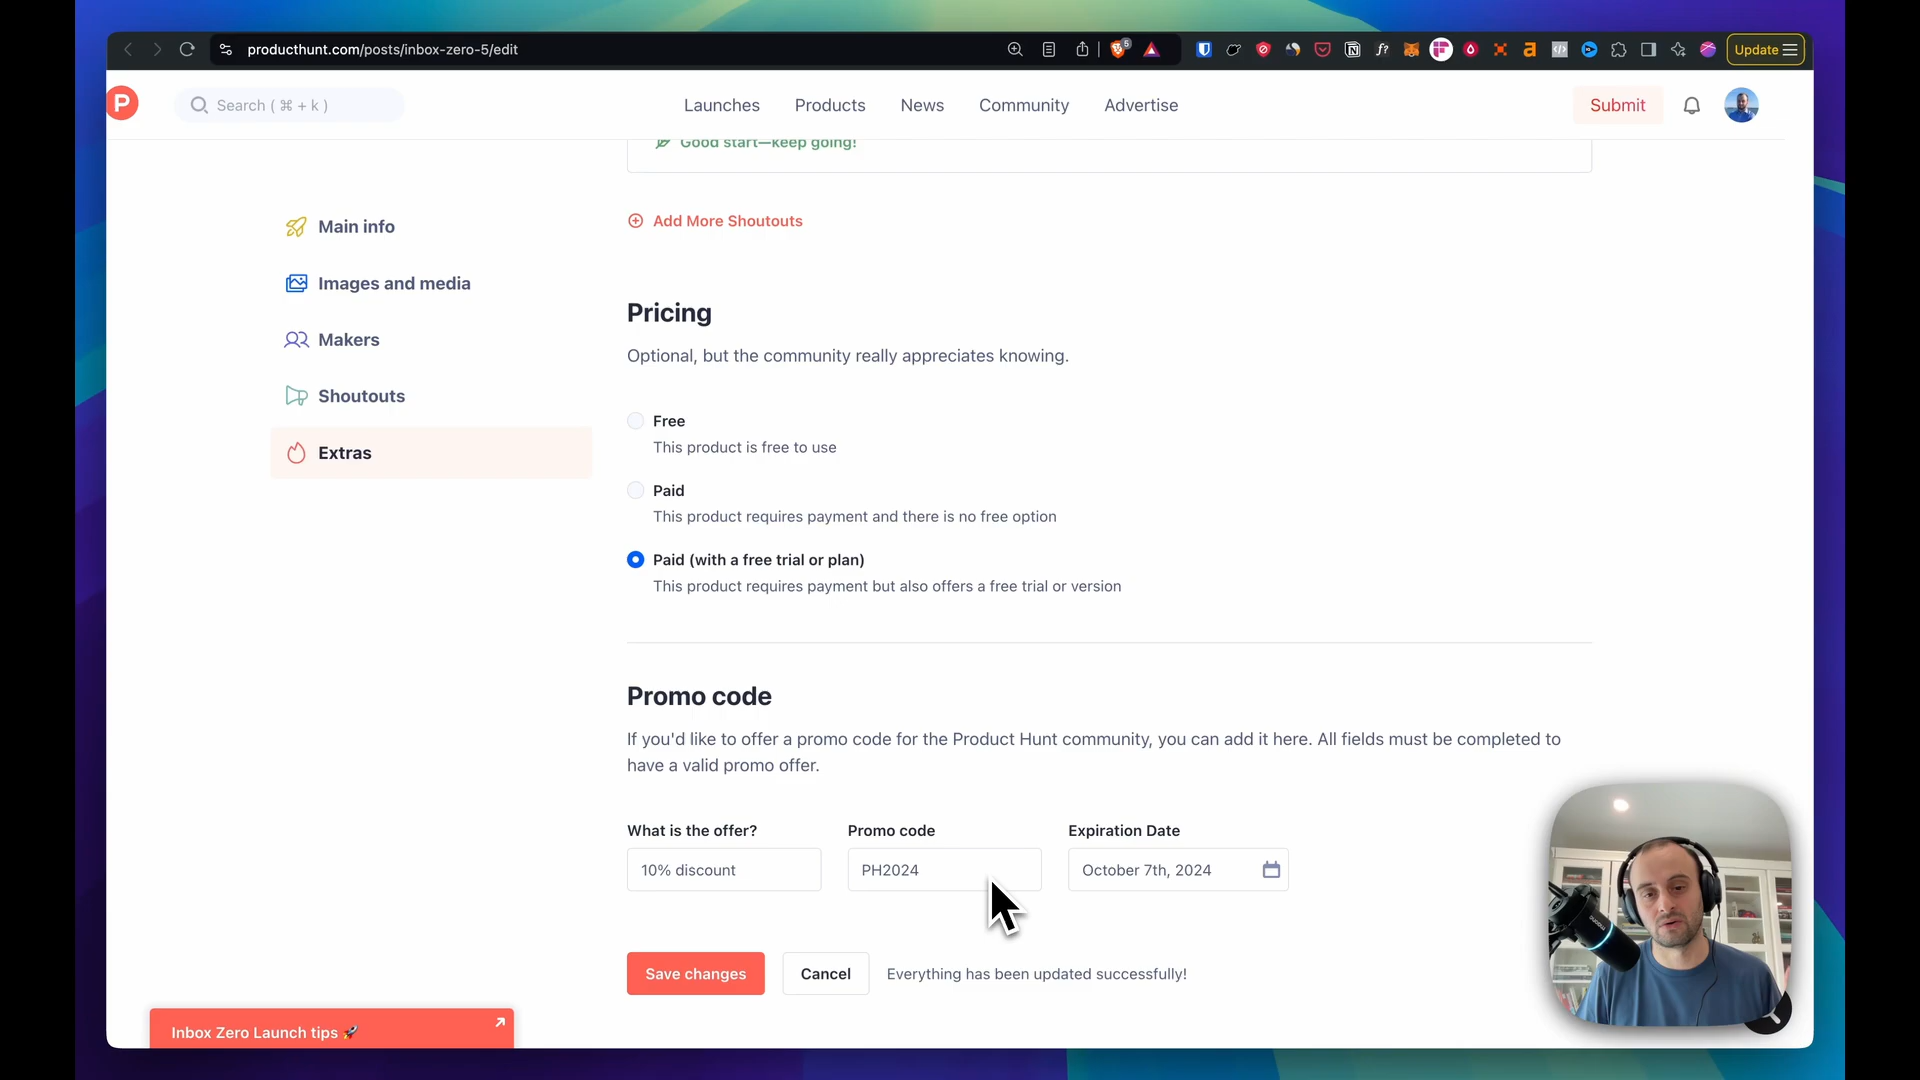 producthunt.com/posts/inbox-zero-5/edit
5
Update
P
Search ( ⌘ + k )
Launches
Products
News
Community
Advertise
Submit
Good start—keep going!
Add More Shoutouts
Main info
Images and media
Makers
Shoutouts
Extras
Pricing
Optional, but the community really appreciates knowing.
Free
This product is free to use
Paid
This product requires payment and there is no free option
Paid (with a free trial or plan)
This product requires payment but also offers a free trial or version
Promo code
If you'd like to offer a promo code for the Product Hunt community, you can add it here. All fields must be completed to
have a valid promo offer.
What is the offer?
Promo code
Expiration Date
10% discount
PH2024
October 7th, 2024
Save changes
Cancel
Everything has been updated successfully!
Inbox Zero Launch tips 🚀